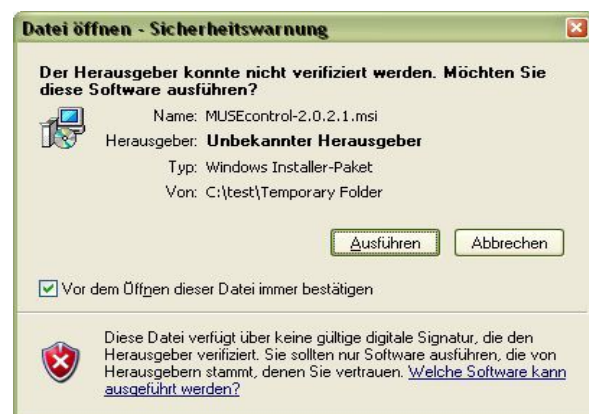 Datei öffnen - Sicherheitswarnung
Der Herausgeber konnte nicht verifiziert werden. Möchten Sie
diese Software ausführen?
Name: MUSEcontrol-2.0.2.1.msi
Herausgeber: Unbekannter Herausgeber
Typ: Windows Installer-Paket
Von: C:\test\Temporary Folder
Ausführen Abbrechen
Vor dem Öffnen dieser Datei immer bestätigen
Diese Datei verfügt über keine gültige digitale Signatur, die den
Herausgeber verifiziert. Sie sollten nur Software ausführen, die von
Herausgebern stammt, denen Sie vertrauen. Welche Software kann
ausgeführt werden?